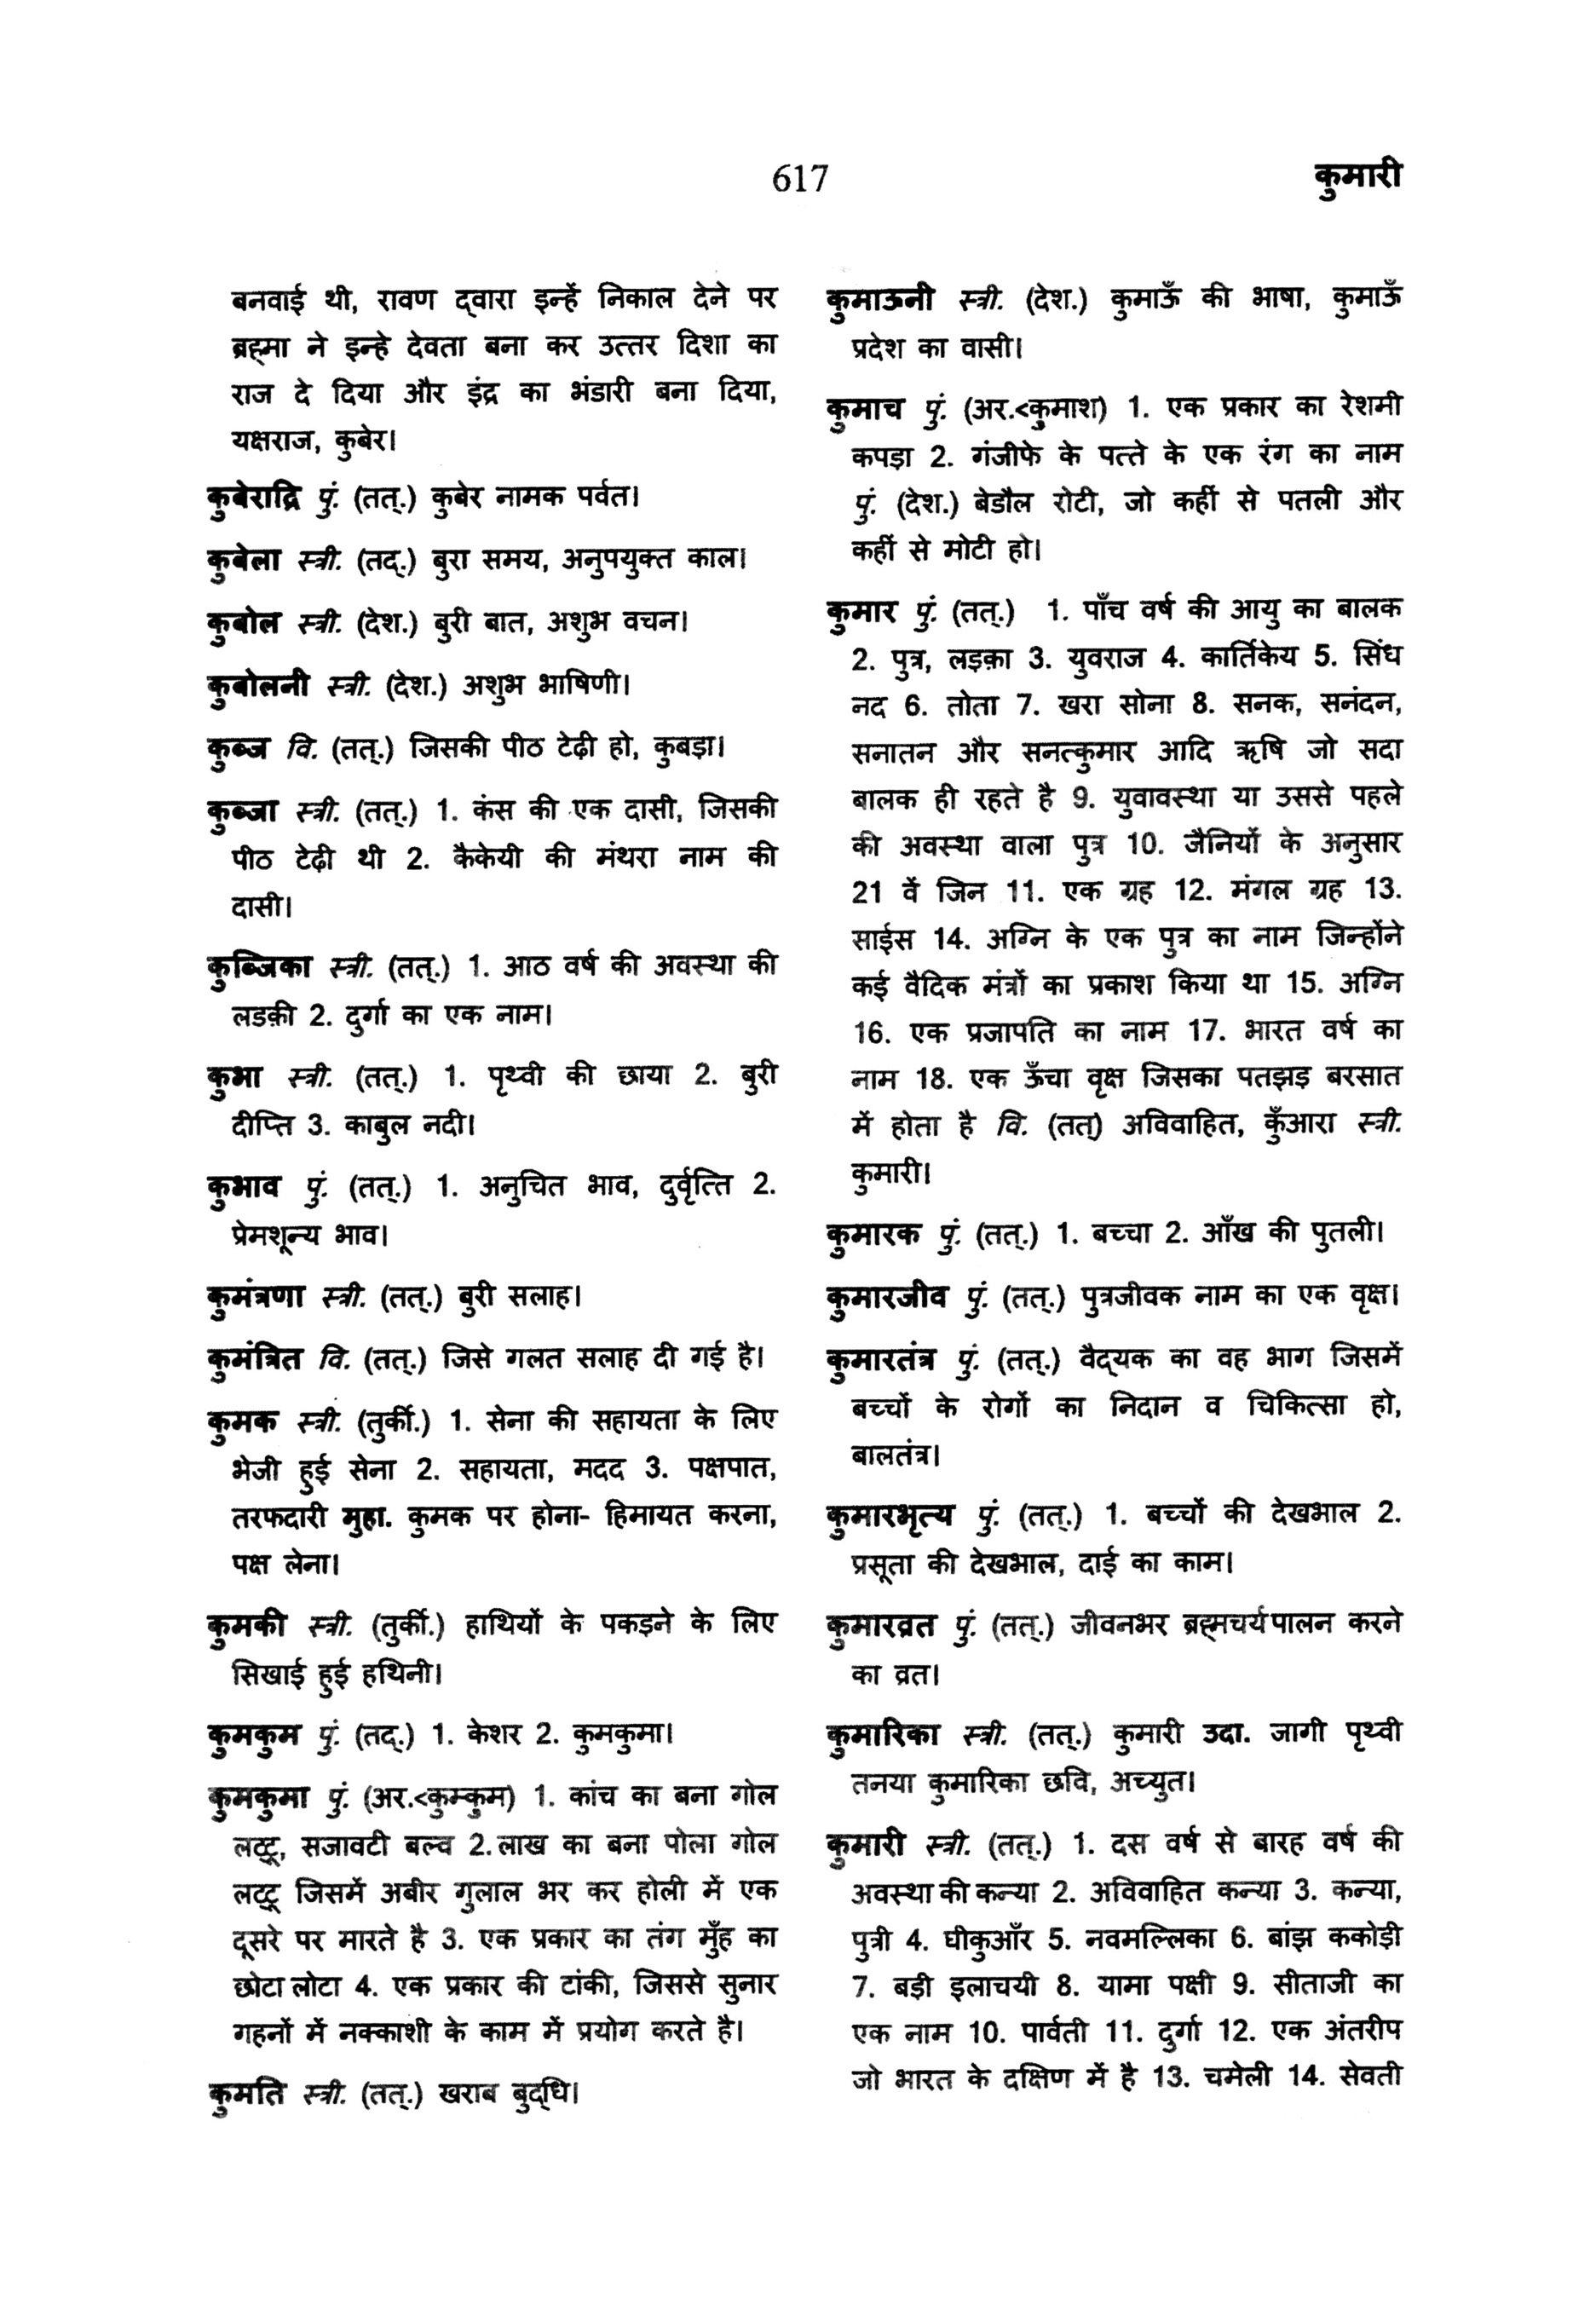 617
कुमारी
बनवाई थी, रावण द्वारा इन्हें निकाल देने पर
ब्रह्मा ने इन्हे देवता बना कर उत्तर दिशा का
राज दे दिया और इंद्र का भंडारी बना दिया,
यक्षराज, कुबेर।
कुबेराद्रि पुं. (तत्.) कुबेर नामक पर्वत।
कुबेला स्त्री. (तद्.) बुरा समय, अनुपयुक्त काल।
कुबोल स्त्री. (देश.) बुरी बात, अशुभ वचन।
कुबोलनी स्त्री. (देश.) अशुभ भाषिणी।
कुब्ज वि. (तत्.) जिसकी पीठ टेढ़ी हो, कुबड़ा।
कुब्जा स्त्री. (तत्.) 1. कंस की एक दासी, जिसकी
पीठ टेढ़ी थी 2. कैकेयी की मंथरा नाम की
दासी।
कुब्जिका स्त्री. (तत्.) 1. आठ वर्ष की अवस्था की
लडक़ी 2. दुर्गा का एक नाम।
कुभा स्त्री. (तत्.) 1. पृथ्वी की छाया 2. बुरी
दीप्ति 3. काबुल नदी।
कुभाव पुं. (तत्.) 1. अनुचित भाव, दुर्वृत्ति 2.
प्रेमशून्य भाव।
कुमंत्रणा स्त्री. (तत्.) बुरी सलाह।
कुमंत्रित वि. (तत्.) जिसे गलत सलाह दी गई है।
कुमक स्त्री. (तुर्की.) 1. सेना की सहायता के लिए
भेजी हुई सेना 2. सहायता, मदद 3. पक्षपात,
तरफदारी मुहा. कुमक पर होना- हिमायत करना,
पक्ष लेना।
कुमकी स्त्री. (तुर्की.) हाथियों के पकड़ने के लिए
सिखाई हुई हथिनी।
कुमकुम पुं. (तद्.) 1. केशर 2. कुमकुमा।
कुमकुमा पुं. (अर.<कुम्कुम) 1. कांच का बना गोल
लट्टू, सजावटी बल्व 2. लाख का बना पोला गोल
लट्टू जिसमें अबीर गुलाल भर कर होली में एक
दूसरे पर मारते है 3. एक प्रकार का तंग मुँह का
छोटा लोटा 4. एक प्रकार की टांकी, जिससे सुनार
गहनों में नक्काशी के काम में प्रयोग करते है।
कुमति स्त्री. (तत्.) खराब बुद्धि।
कुमाऊनी स्त्री. (देश.) कुमाऊँ की भाषा, कुमाऊँ
प्रदेश का वासी।
कुमाच पुं. (अर.<कुमाश) 1. एक प्रकार का रेशमी
कपड़ा 2. गंजीफे के पत्ते के एक रंग का नाम
पुं. (देश.) बेडौल रोटी, जो कहीं से पतली और
कहीं से मोटी हो।
कुमार पुं. (तत्.) 1. पाँच वर्ष की आयु का बालक
2. पुत्र, लड़क़ा 3. युवराज 4. कार्तिकेय 5. सिंध
नद 6. तोता 7. खरा सोना 8. सनक, सनंदन,
सनातन और सनत्कुमार आदि ऋषि जो सदा
बालक ही रहते है 9. युवावस्था या उससे पहले
की अवस्था वाला पुत्र 10. जैनियों के अनुसार
21 वें जिन 11. एक ग्रह 12. मंगल ग्रह 13.
साईस 14. अग्नि के एक पुत्र का नाम जिन्होंने
कई वैदिक मंत्रों का प्रकाश किया था 15. अग्नि
16. एक प्रजापति का नाम 17. भारत वर्ष का
नाम 18. एक ऊँचा वृक्ष जिसका पतझड़ बरसात
में होता है वि. (तत्) अविवाहित, कुँआरा स्त्री.
कुमारी।
कुमारक पुं. (तत्.) 1. बच्चा 2. आँख की पुतली।
कुमारजीव पुं. (तत्.) पुत्रजीवक नाम का एक वृक्ष।
कुमारतंत्र पुं. (तत्.) वैद्यक का वह भाग जिसमें
बच्चों के रोगों का निदान व चिकित्सा हो,
बालतंत्र।
कुमारभृत्य पुं. (तत्.) 1. बच्चों की देखभाल 2.
प्रसूता की देखभाल, दाई का काम।
कुमारव्रत पुं. (तत्.) जीवनभर ब्रह्मचर्य पालन करने
का व्रत।
कुमारिका स्त्री. (तत्.) कुमारी उदा. जागी पृथ्वी
तनया कुमारिका छवि, अच्युत।
कुमारी स्त्री. (तत्.) 1. दस वर्ष से बारह वर्ष की
अवस्था की कन्या 2. अविवाहित कन्या 3. कन्या,
पुत्री 4. घीकुआँर 5. नवमल्लिका 6. बांझ ककोड़ी
7. बड़ी इलाचयी 8. यामा पक्षी 9. सीताजी का
एक नाम 10. पार्वती 11. दुर्गा 12. एक अंतरीप
जो भारत के दक्षिण में है 13. चमेली 14. सेवती